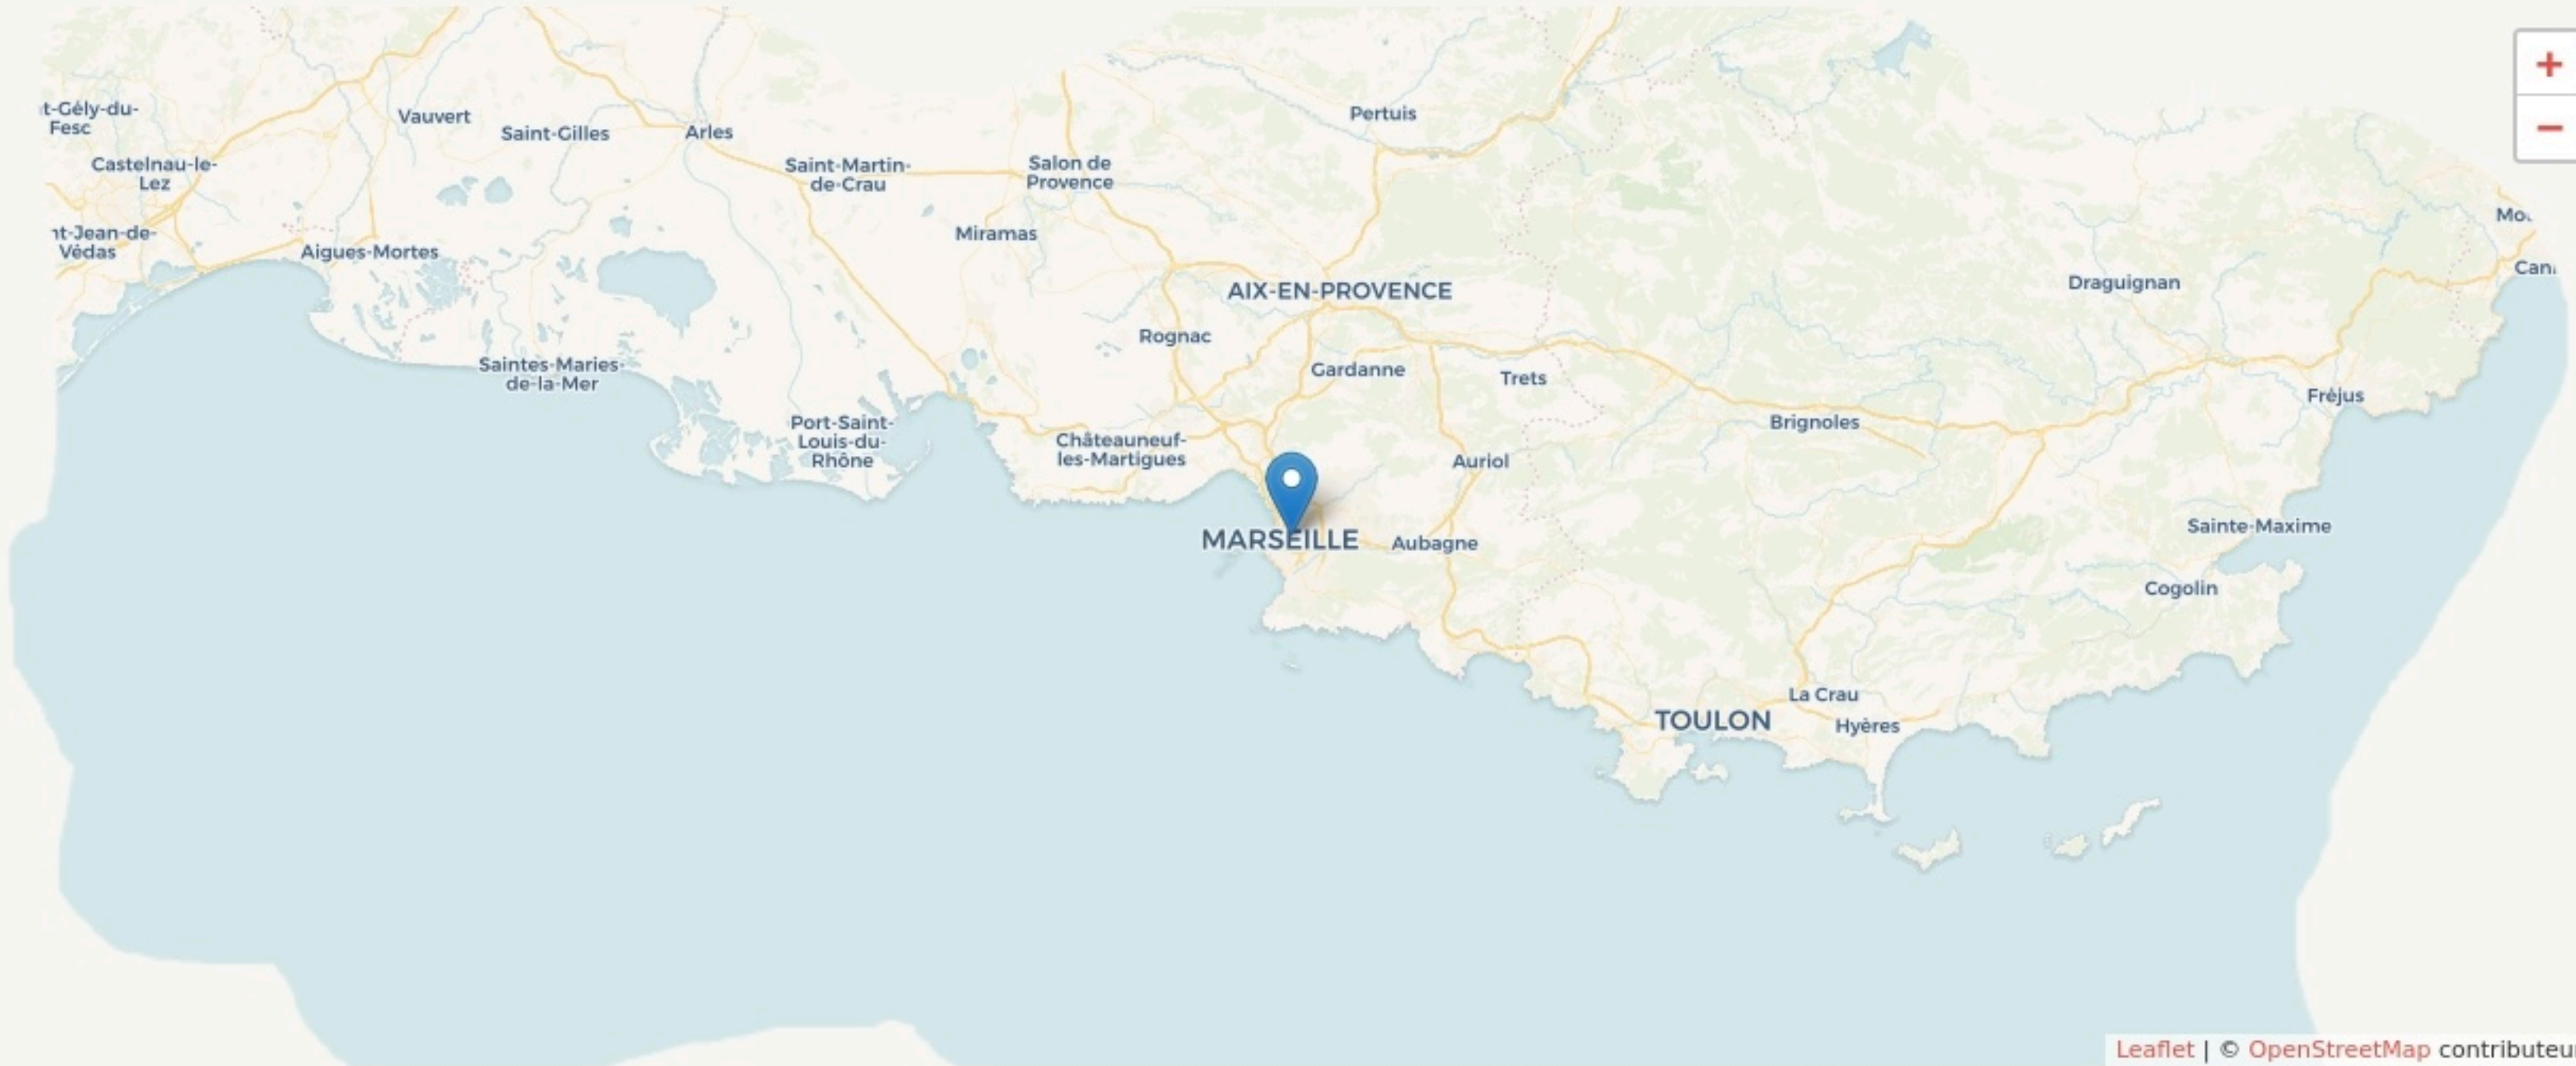 t-Gély-du-
Fesc
Vauvert
Saint-Gilles
Arles
Pertuis
+
−
Castelnau-le-
Lez
Saint-Martin-
de-Crau
Salon de
Provence
nt-Jean-de-
Védas
Aigues-Mortes
Miramas
Mo
Can
AIX-EN-PROVENCE
Draguignan
Rognac
Gardanne
Trets
Saintes-Maries-
de-la-Mer
Fréjus
Port-Saint-
Louis-du-
Rhône
Châteauneuf-
les-Martigues
Brignoles
Auriol
MARSEILLE
Aubagne
Sainte-Maxime
Cogolin
La Crau
TOULON
Hyères
Leaflet | © OpenStreetMap contributeu